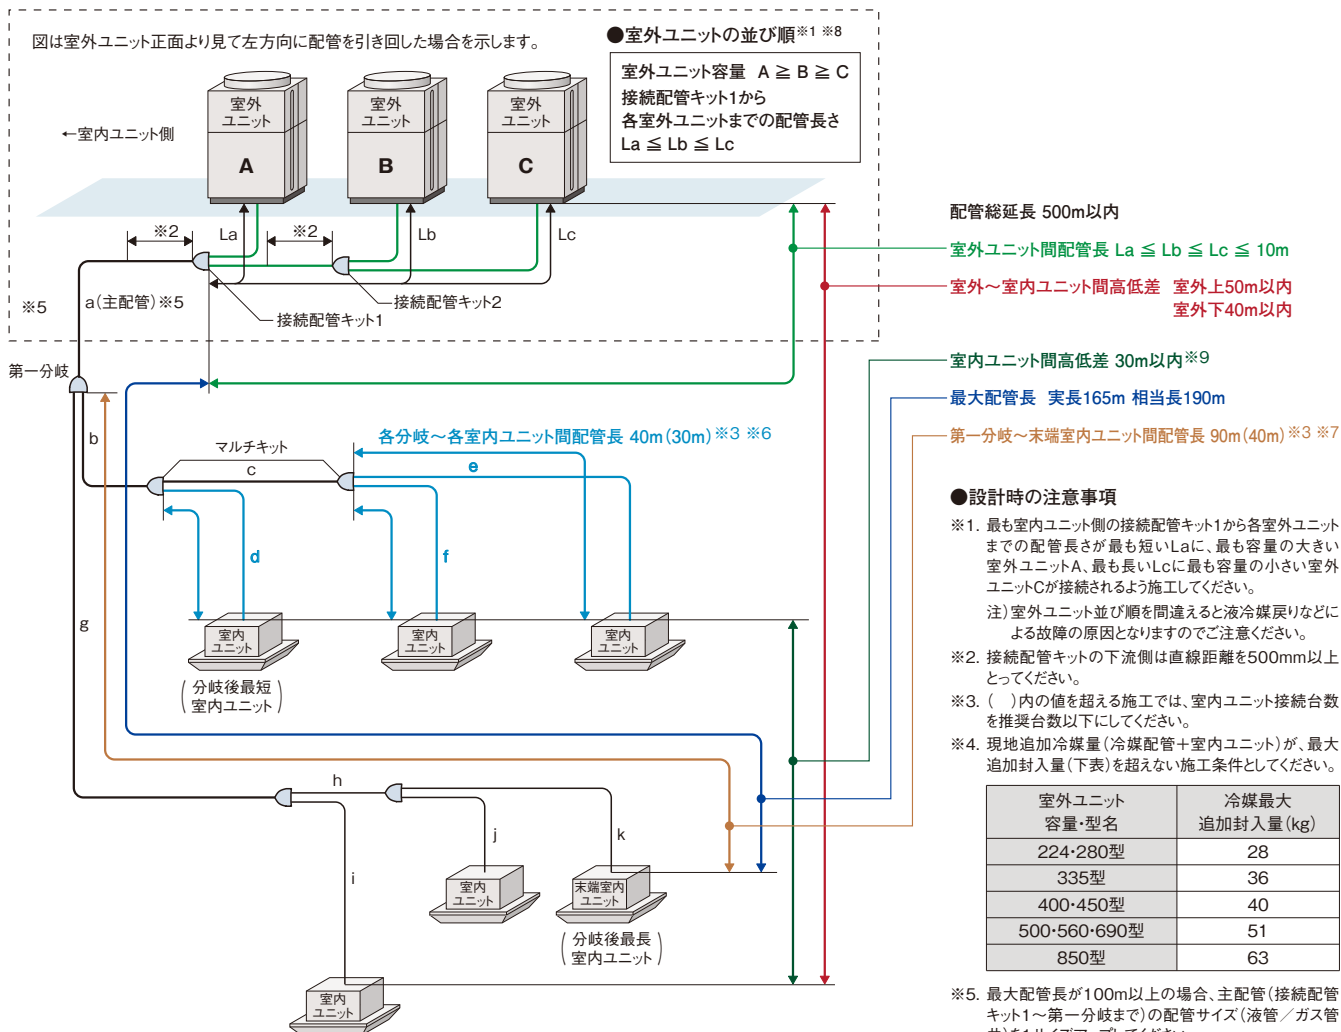 図は室外ユニット正面より見て左方向に配管を引き回した場合を示します。
●室外ユニットの並び順※1 ※8
室外ユニット容量 A ≧ B ≧ C
接続配管キット1から
各室外ユニットまでの配管長さ
La ≦ Lb ≦ Lc
←室内ユニット側
室外
ユニット
A
室外
ユニット
B
室外
ユニット
C
※2
La
※2
Lb
Lc
※5
a(主配管)※5
接続配管キット1
接続配管キット2
第一分岐
配管総延長 500m以内
室外ユニット間配管長 La ≦ Lb ≦ Lc ≦ 10m
室外～室内ユニット間高低差 室外上50m以内
室外下40m以内
室内ユニット間高低差 30m以内※9
最大配管長 実長165m 相当長190m
第一分岐～末端室内ユニット間配管長 90m(40m)※3 ※7
b
マルチキット
c
各分岐～各室内ユニット間配管長 40m(30m)※3 ※6
e
d
f
g
室内
ユニット
室内
ユニット
室内
ユニット
(分岐後最短
室内ユニット)
h
j
k
i
室内
ユニット
末端室内
ユニット
(分岐後最長
室内ユニット)
室内
ユニット
●設計時の注意事項
※1. 最も室内ユニット側の接続配管キット1から各室外ユニット
までの配管長さが最も短いLaに、最も容量の大きい
室外ユニットA、最も長いLcに最も容量の小さい室外
ユニットCが接続されるよう施工してください。
注)室外ユニット並び順を間違えると液冷媒戻りなどに
よる故障の原因となりますのでご注意ください。
※2. 接続配管キットの下流側は直線距離を500mm以上
とってください。
※3. (　)内の値を超える施工では、室内ユニット接続台数
を推奨台数以下にしてください。
※4. 現地追加冷媒量(冷媒配管＋室内ユニット)が、最大
追加封入量(下表)を超えない施工条件としてください。
室外ユニット
容量・型名
冷媒最大
追加封入量(kg)
224・280型 28
335型 36
400・450型 40
500・560・690型 51
850型 63
※5. 最大配管長が100m以上の場合、主配管(接続配管
キット1～第一分岐まで)の配管サイズ(液管／ガス管